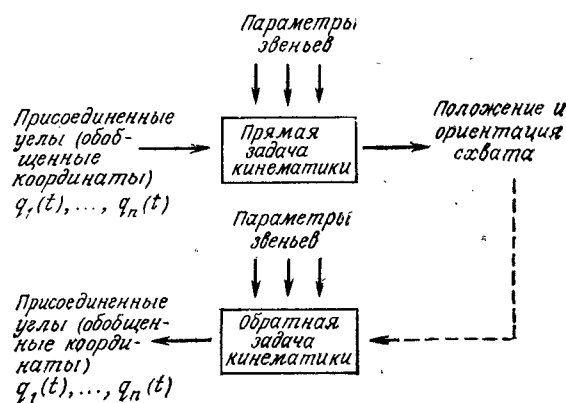 Параметры
звеньев
Присоединенные
углы (обоб-
щенные
координаты)
q₁(t), ..., qₙ(t)
Прямая
задача
кинематики
Положение и
ориентация
схвата
Параметры
звеньев
Присоединенные
углы (обобщен-
ные коорди-
наты)
q₁(t), ..., qₙ(t)
Обратная
задача
кинематики